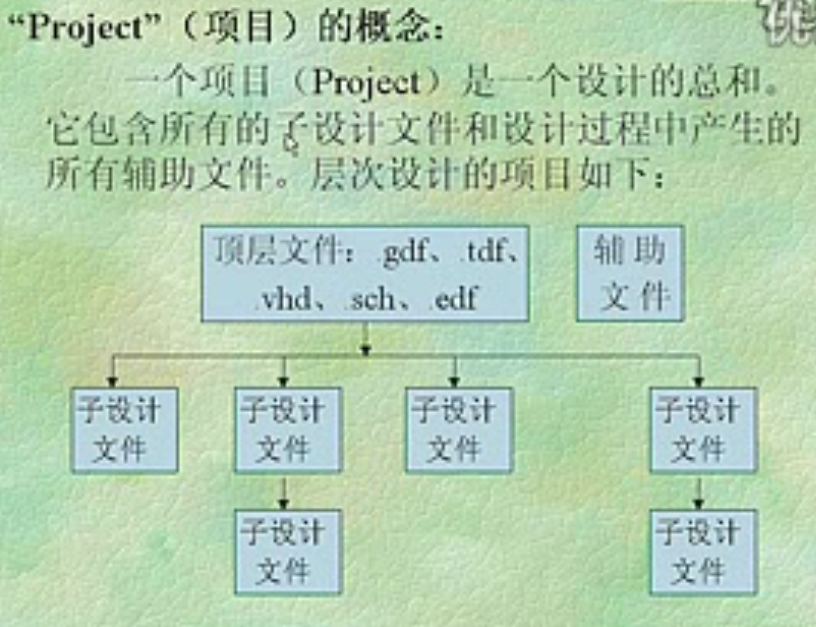 “Project”（项目）的概念：
一个项目（Project）是一个设计的总和。
它包含所有的子设计文件和设计过程中产生的
所有辅助文件。层次设计的项目如下：
顶层文件：.gdf、.tdf、
.vhd、.sch、.edf
辅助
文件
子设计
文件
子设计
文件
子设计
文件
子设计
文件
子设计
文件
子设计
文件